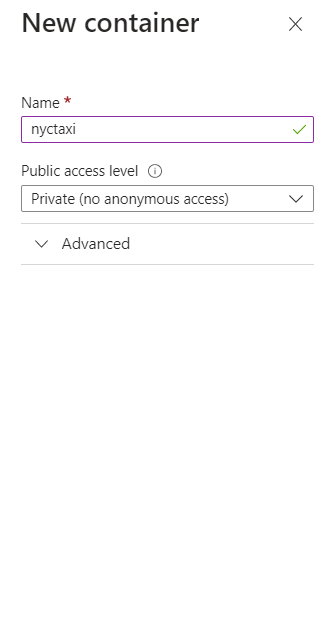 New container
Name *
nyctaxi
Public access level
Private (no anonymous access)
Advanced